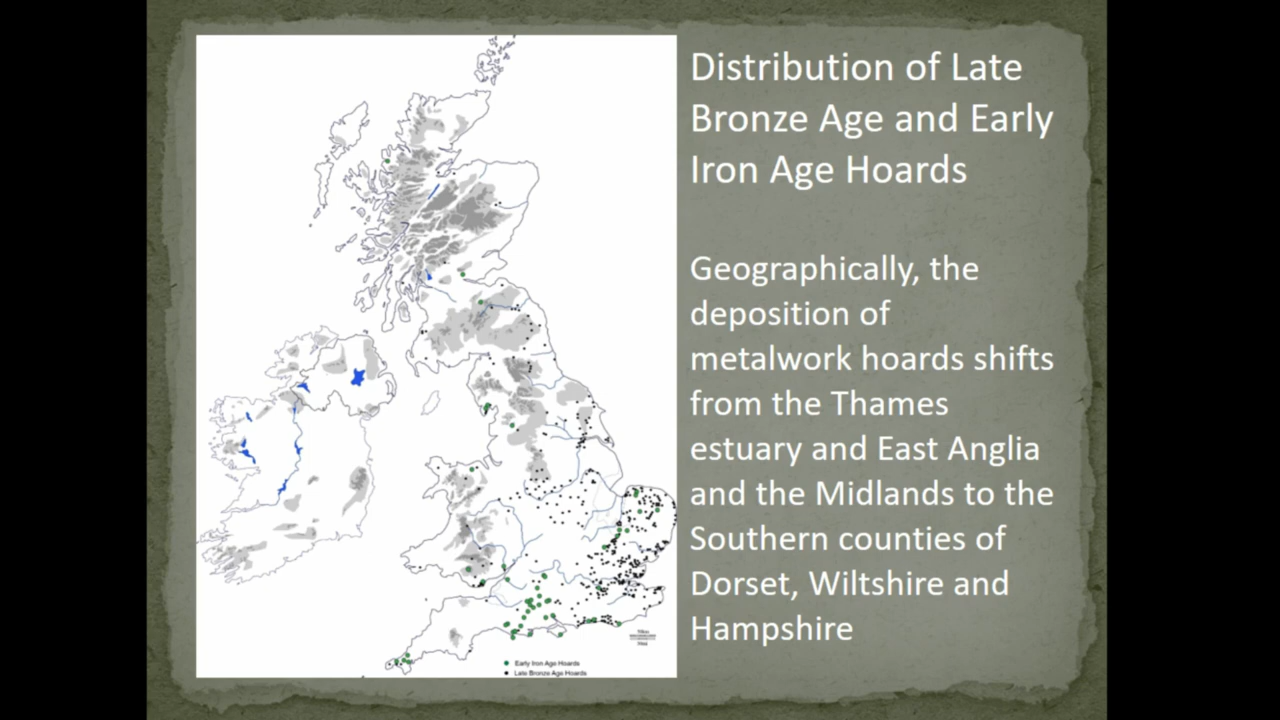 Distribution of Late
Bronze Age and Early
Iron Age Hoards
Geographically, the
deposition of
metalwork hoards shifts
from the Thames
estuary and East Anglia
and the Midlands to the
Southern counties of
Dorset, Wiltshire and
Hampshire
Early Iron Age Hoards
Late Bronze Age Hoards